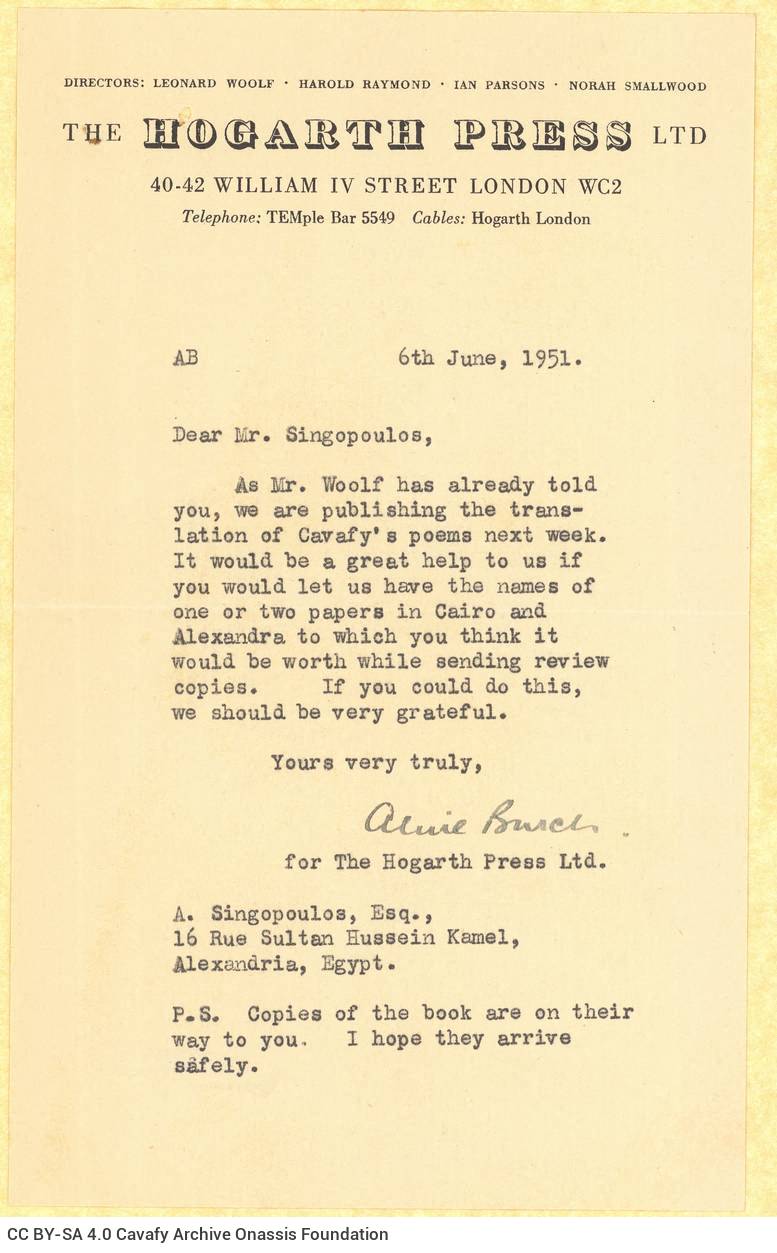 DIRECTORS: LEONARD WOOLF · HAROLD RAYMOND · IAN PARSONS · NORAH SMALLWOOD
THE HOGARTH PRESS LTD
40-42 WILLIAM IV STREET LONDON WC2
Telephone: TEMple Bar 5549 Cables: Hogarth London
AB 6th June, 1951.
Dear Mr. Singopoulos,
As Mr. Woolf has already told
you, we are publishing the trans-
lation of Cavafy's poems next week.
It would be a great help to us if
you would let us have the names of
one or two papers in Cairo and
Alexandra to which you think it
would be worth while sending review
copies. If you could do this,
we should be very grateful.
Yours very truly,
for The Hogarth Press Ltd.
A. Singopoulos, Esq.,
16 Rue Sultan Hussein Kamel,
Alexandria, Egypt.
P.S. Copies of the book are on their
way to you. I hope they arrive
safely.
CC BY-SA 4.0 Cavafy Archive Onassis Foundation